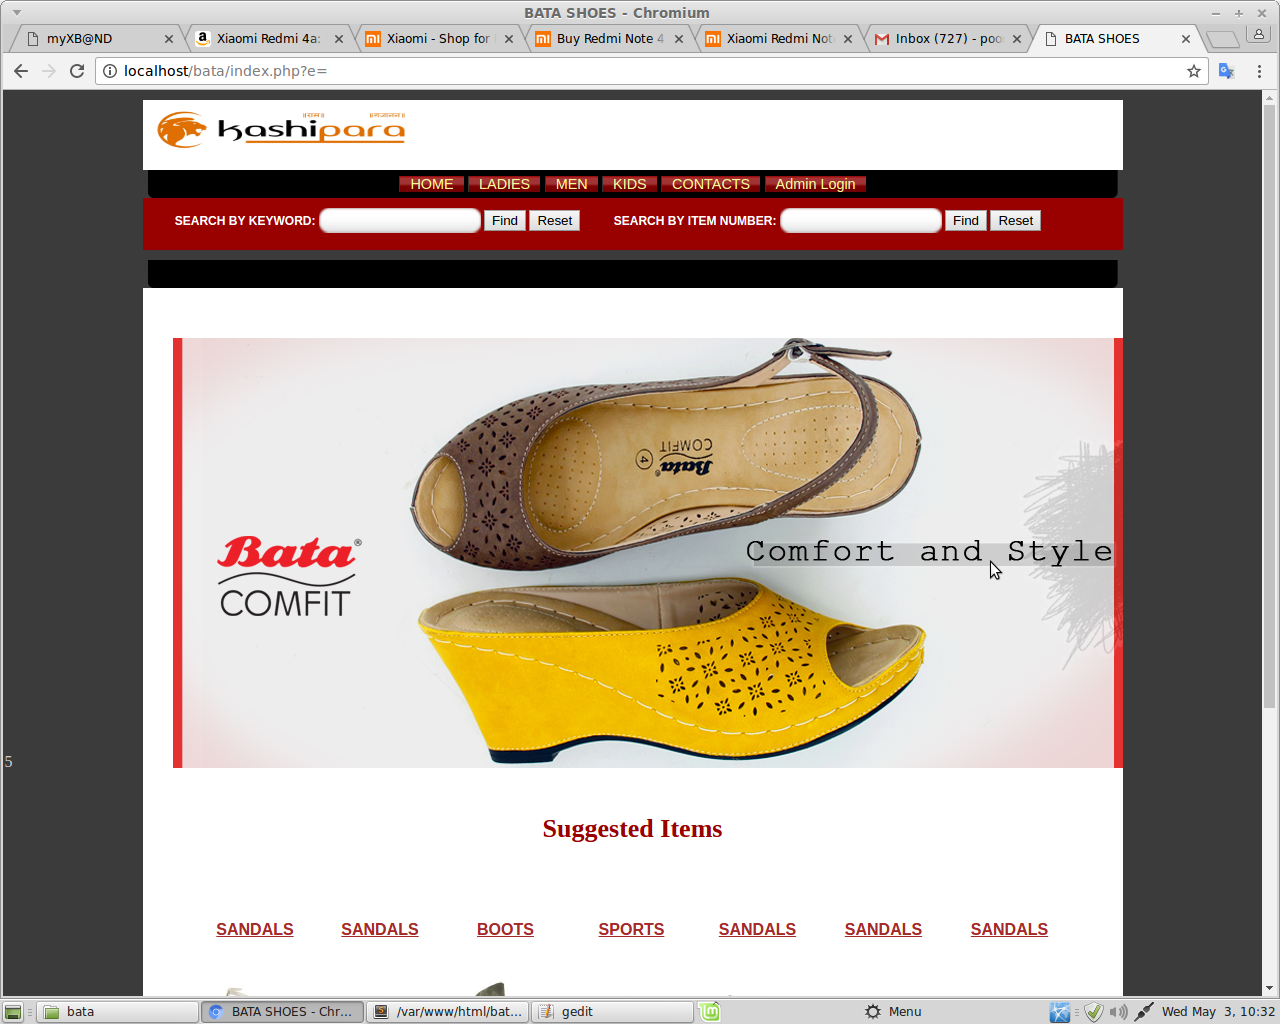 BATA SHOES - Chromium
myXB@ND
Xiaomi Redmi 4a:
Xiaomi - Shop for
Buy Redmi Note 4
Xiaomi Redmi Not
Inbox (727) - poo
BATA SHOES
localhost/bata/index.php?e=
kashipara
HOME LADIES MEN KIDS CONTACTS Admin Login
SEARCH BY KEYWORD: Find Reset SEARCH BY ITEM NUMBER: Find Reset
Bata
COMFIT
4
Bata®
COMFIT
Comfort and Style
5
Suggested Items
SANDALS SANDALS BOOTS SPORTS SANDALS SANDALS SANDALS
bata
BATA SHOES - Chr...
/var/www/html/bat...
gedit
Menu
Wed May 3, 10:32